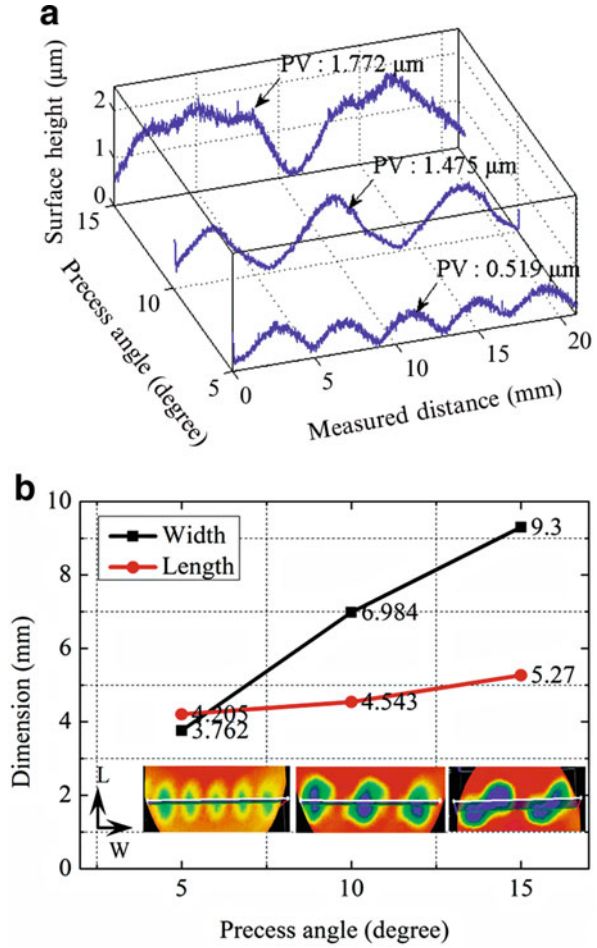 a
PV : 1.772 μm
PV : 1.475 μm
PV : 0.519 μm
Surface height (μm)
2
1
0
15
10
5
Precess angle (degree)
0
5
10
15
20
Measured distance (mm)
b
10
8
6
4
2
0
Dimension (mm)
Width
Length
9.3
6.984
5.27
4.543
4.205
3.762
L
W
5
10
15
Precess angle (degree)